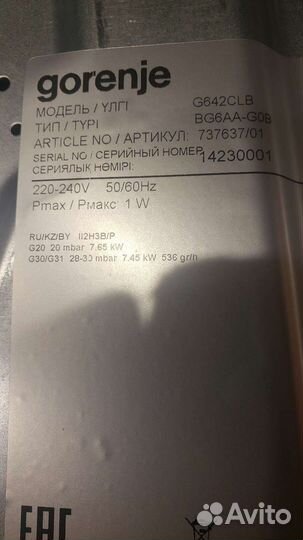 gorenje
МОДЕЛЬ / ҮЛГІ G642CLB
ТИП / TYPI BG6AA-G0B
ARTICLE NO / АРТИКУЛ: 737637/01
SERIAL NO / СЕРИЙНЫЙ НОМЕР 14230001
СЕРИЯЛЫК НӨМІРІ:
220-240V 50/60Hz
Pmax / Рмакс 1 W
RU/KZ/BY II2H3B/P
G20 20 mbar 7.65 kW
G30/G31 28-30 mbar 7.45 kW 536 gr/h
EAC
Avito